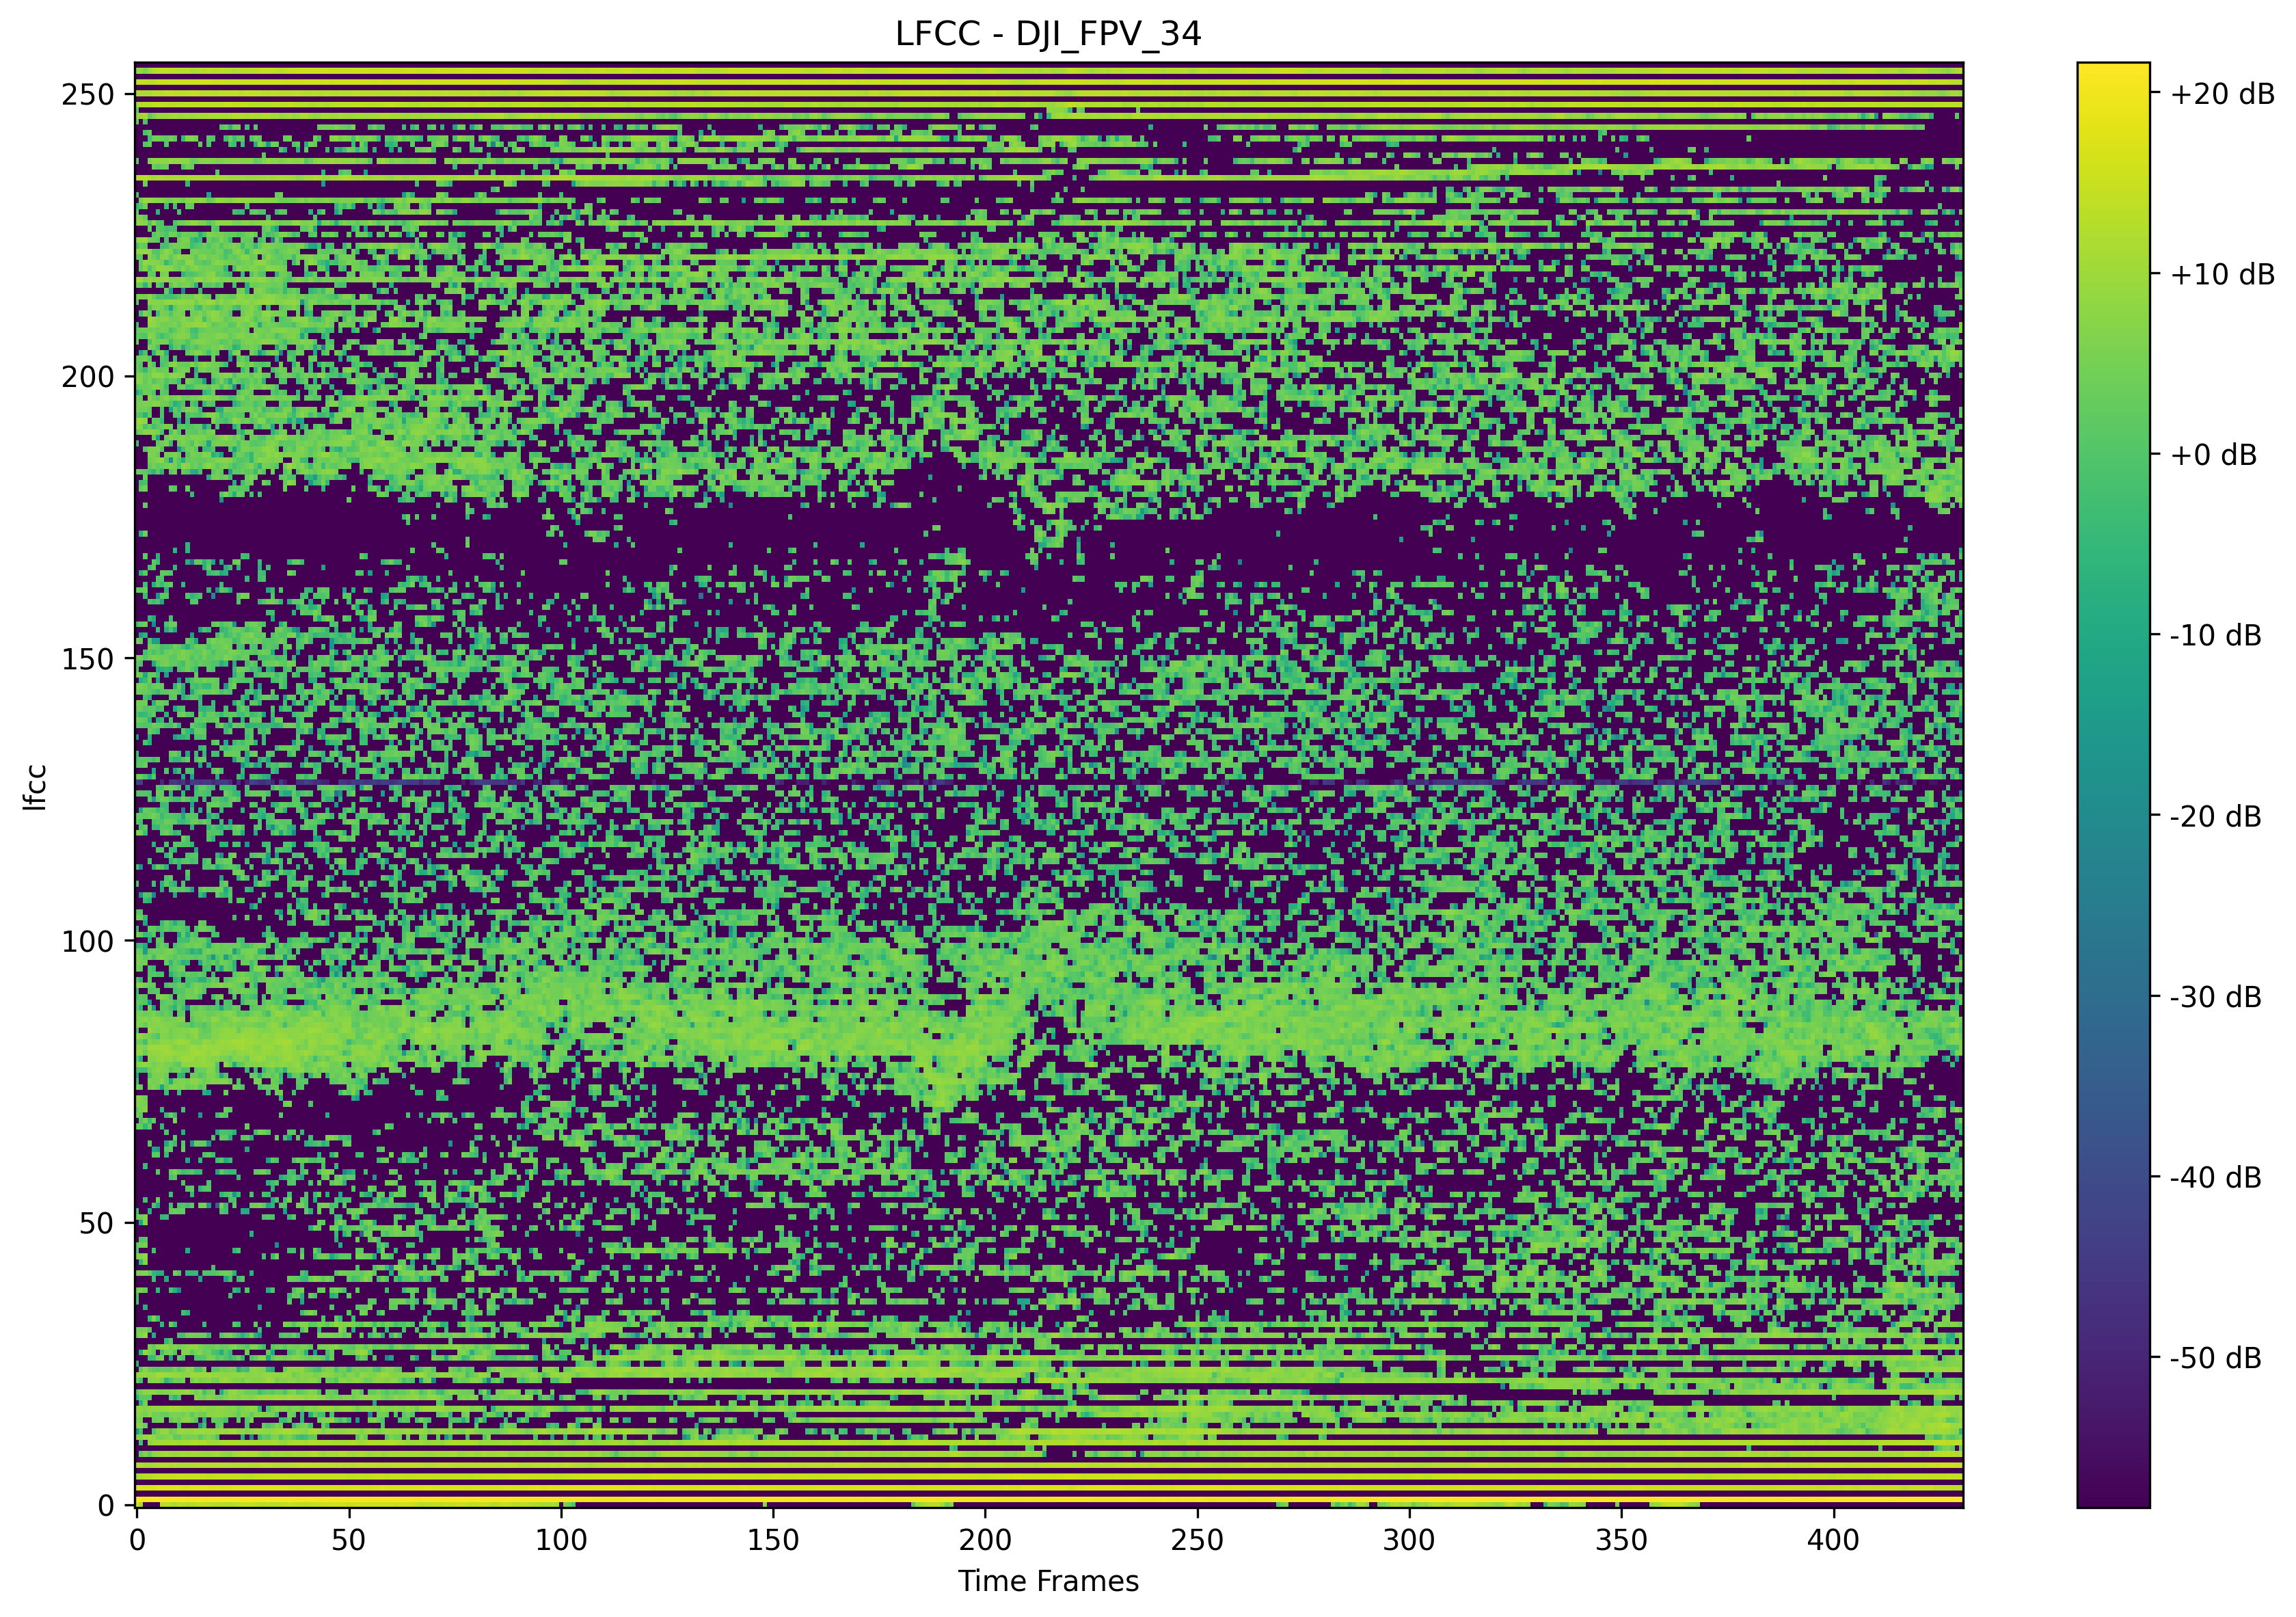 LFCC - DJI_FPV_34
250
200
150
100
50
0
lfcc
0 50 100 150 200 250 300 350 400
Time Frames
+20 dB
+10 dB
+0 dB
-10 dB
-20 dB
-30 dB
-40 dB
-50 dB